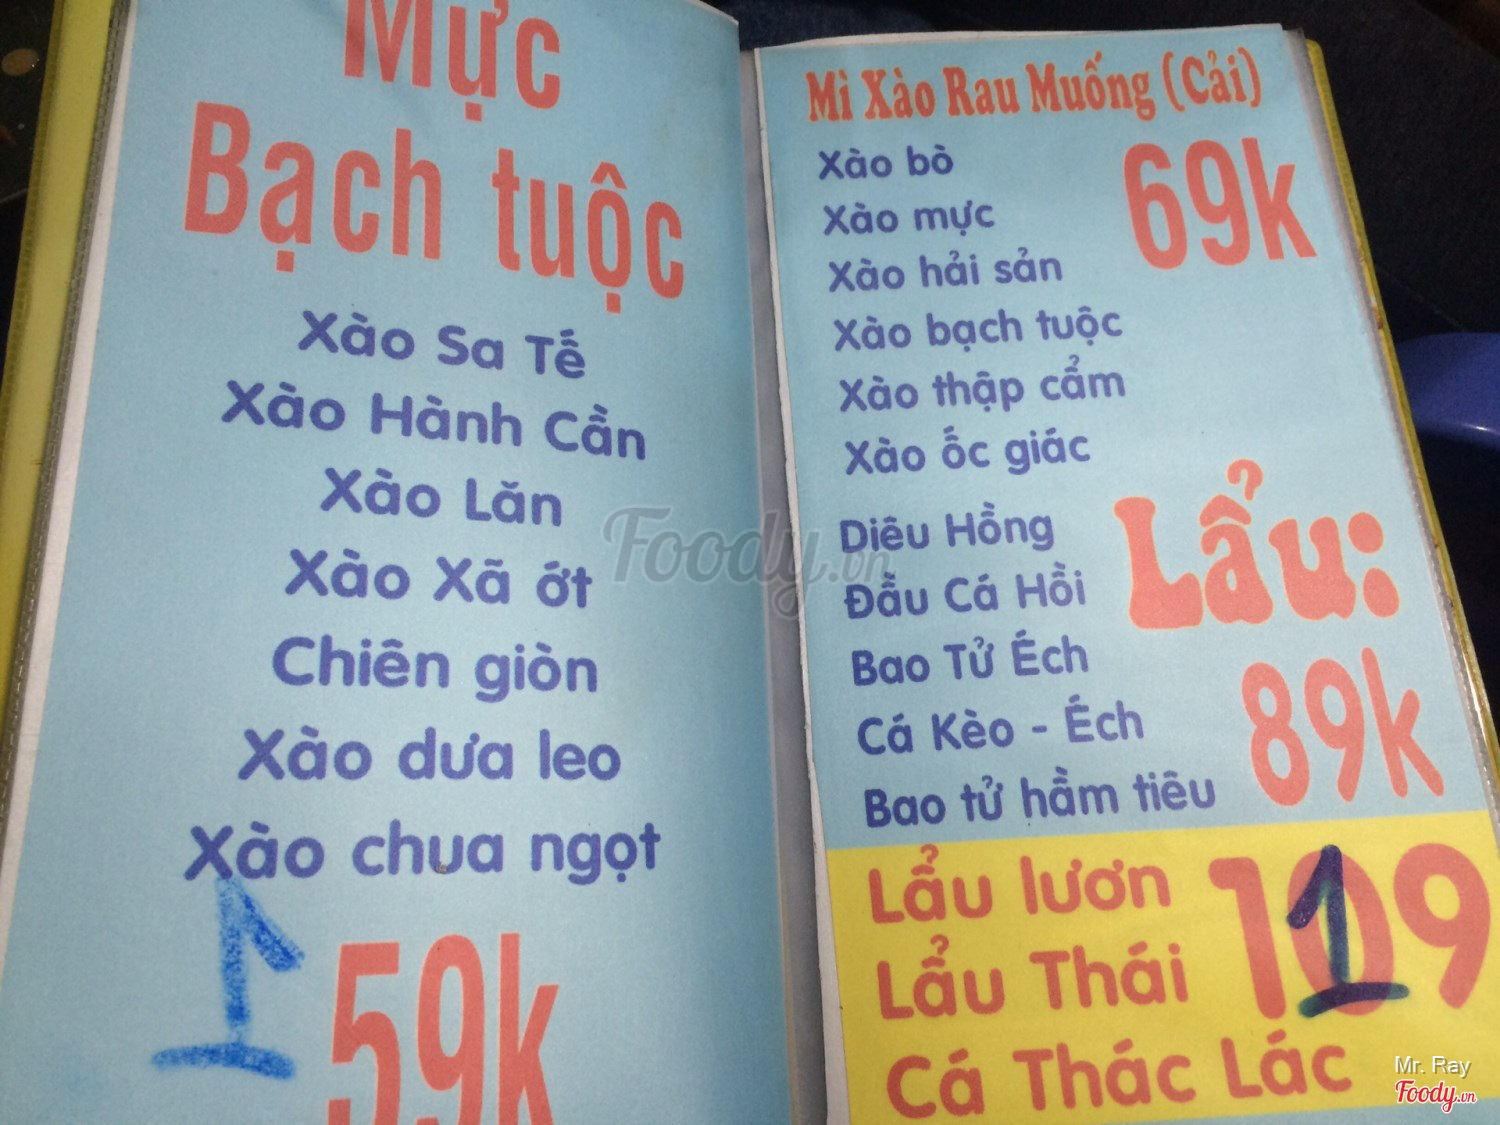 Mực
Bạch tuộc
Xào Sa Tế
Xào Hành Cần
Xào Lăn
Xào Xã ớt
Chiên giòn
Xào dưa leo
Xào chua ngọt
1
59k
Mì Xào Rau Muống (Cải)
69k
Xào bò
Xào mực
Xào hải sản
Xào bạch tuộc
Xào thập cẩm
Xào ốc giác
Lẩu:
Diêu Hồng
Đầu Cá Hồi
Bao Tử Ếch
Cá Kèo - Ếch
Bao tử hầm tiêu
89k
Lẩu lươn
Lẩu Thái
Cá Thác Lác
109
1
Foody.vn
Mr. Ray
Foody.vn